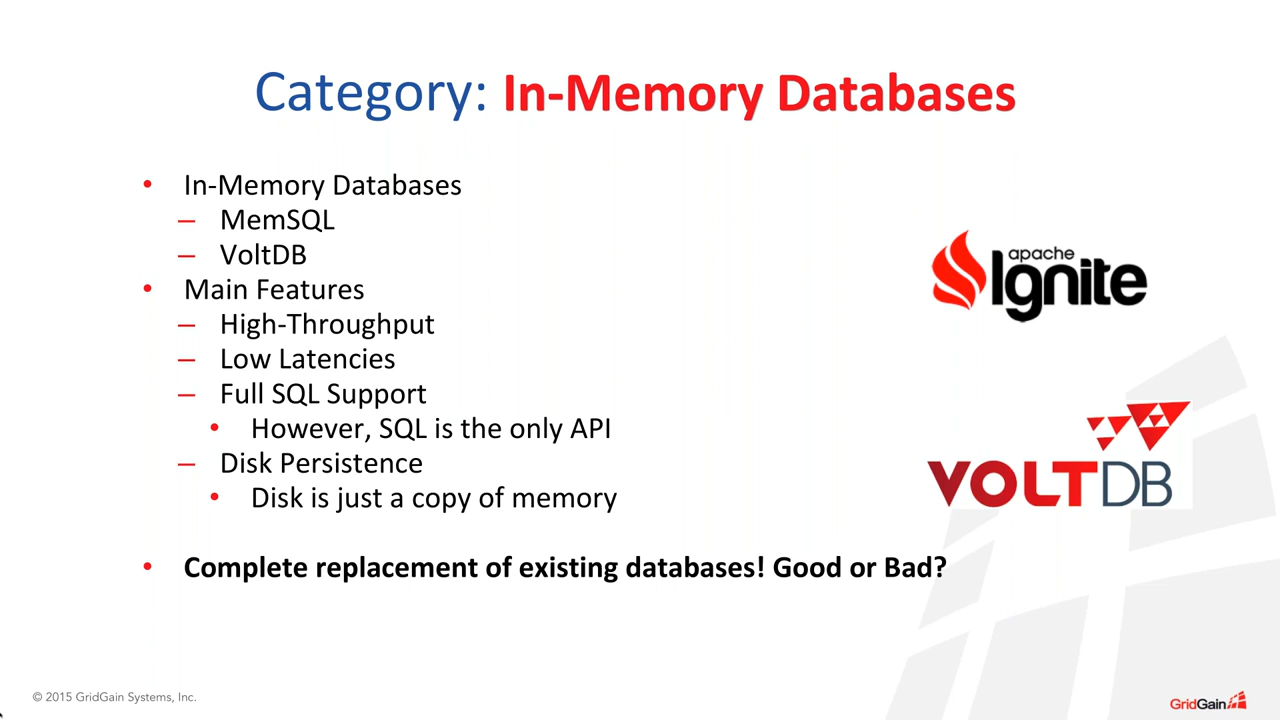 Category: In-Memory Databases
• In-Memory Databases
– MemSQL
– VoltDB
• Main Features
– High-Throughput
– Low Latencies
– Full SQL Support
• However, SQL is the only API
– Disk Persistence
• Disk is just a copy of memory
• Complete replacement of existing databases! Good or Bad?
apache
Ignite
VOLTDB
© 2015 GridGain Systems, Inc.
GridGain